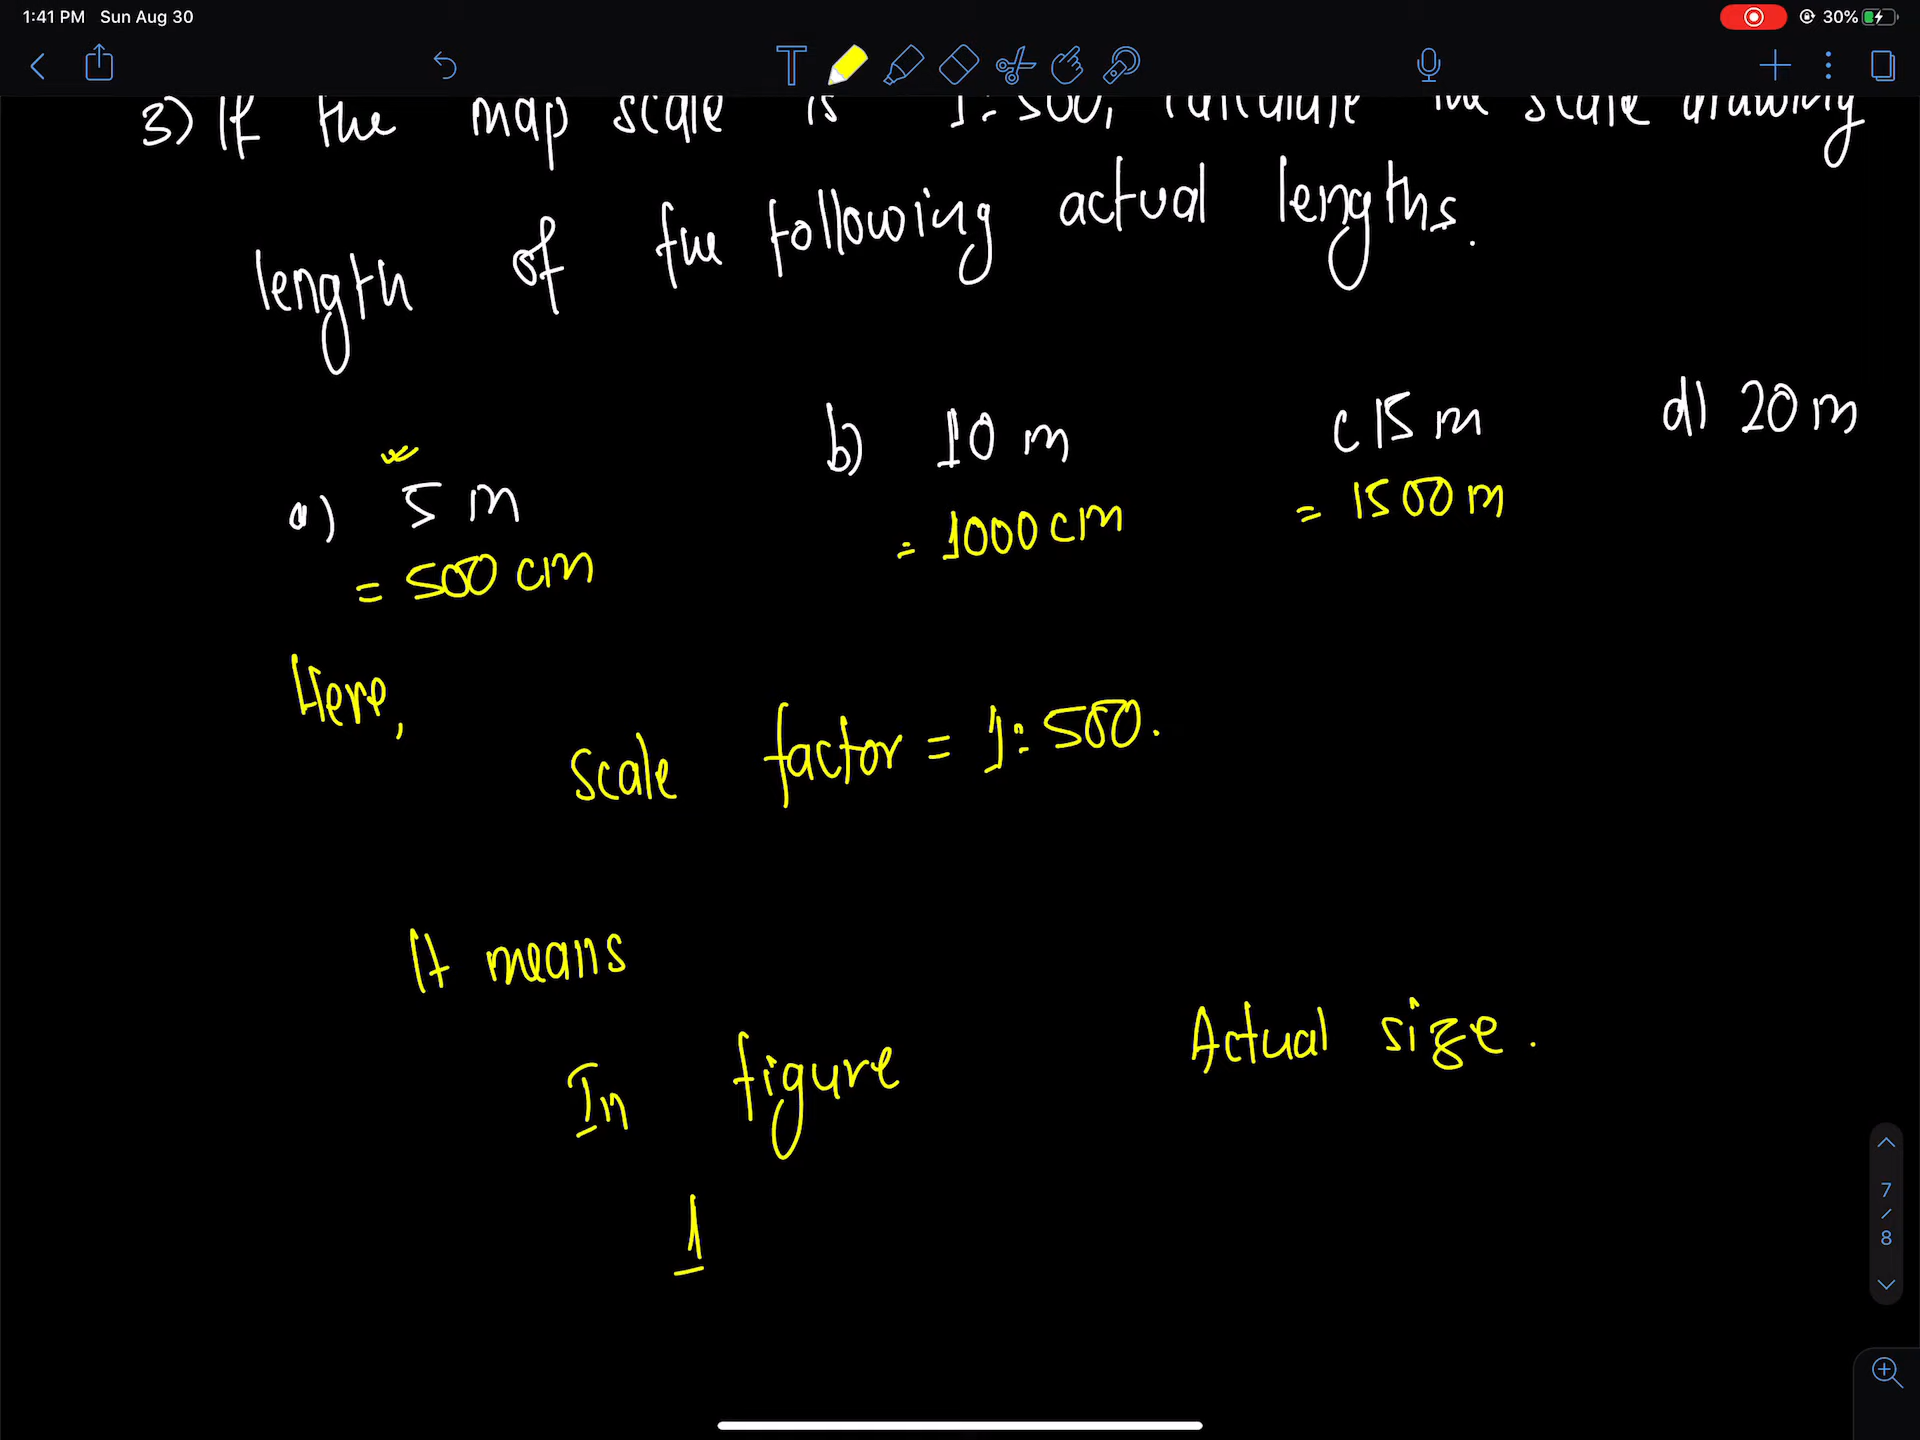 1:41 PM Sun Aug 30
30%
3) If the map scale is 1:500, calculate the scale drawing
length of the following actual lengths.
a) 5 m b) 10 m c 15 m d) 20 m
= 500 cm = 1000 cm = 1500 m
Here,
scale factor = 1:500.
It means
In figure Actual size.
1
7
/
8